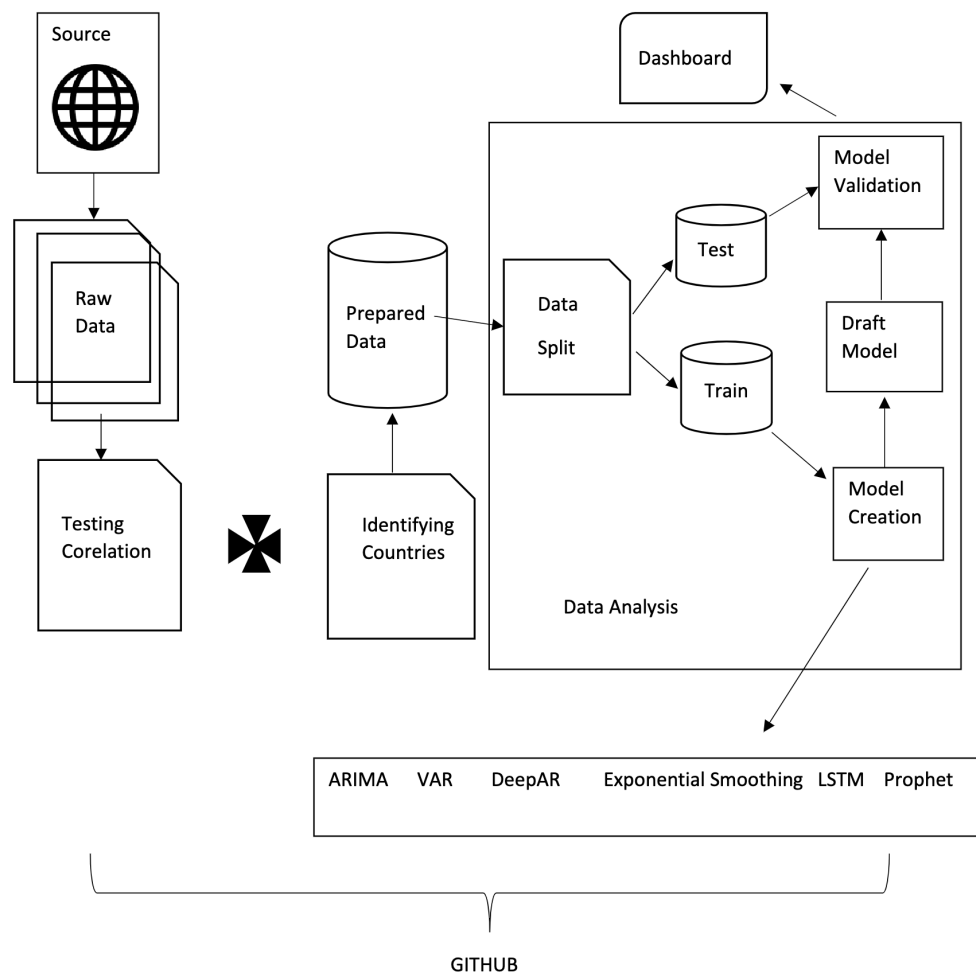 Source
Dashboard
Model
Validation
Raw
Data
Prepared
Data
Data
Split
Test
Train
Draft
Model
Testing
Corelation
Identifying
Countries
Model
Creation
Data Analysis
ARIMA VAR DeepAR Exponential Smoothing LSTM Prophet
GITHUB